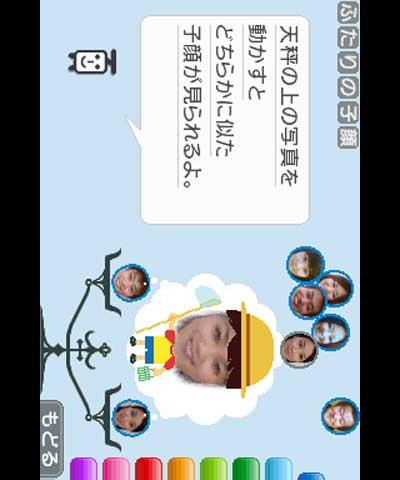 ふたりの子顔
天秤の上の写真を
動かすと
どちらかに似た
子顔が見られるよ。
もどる